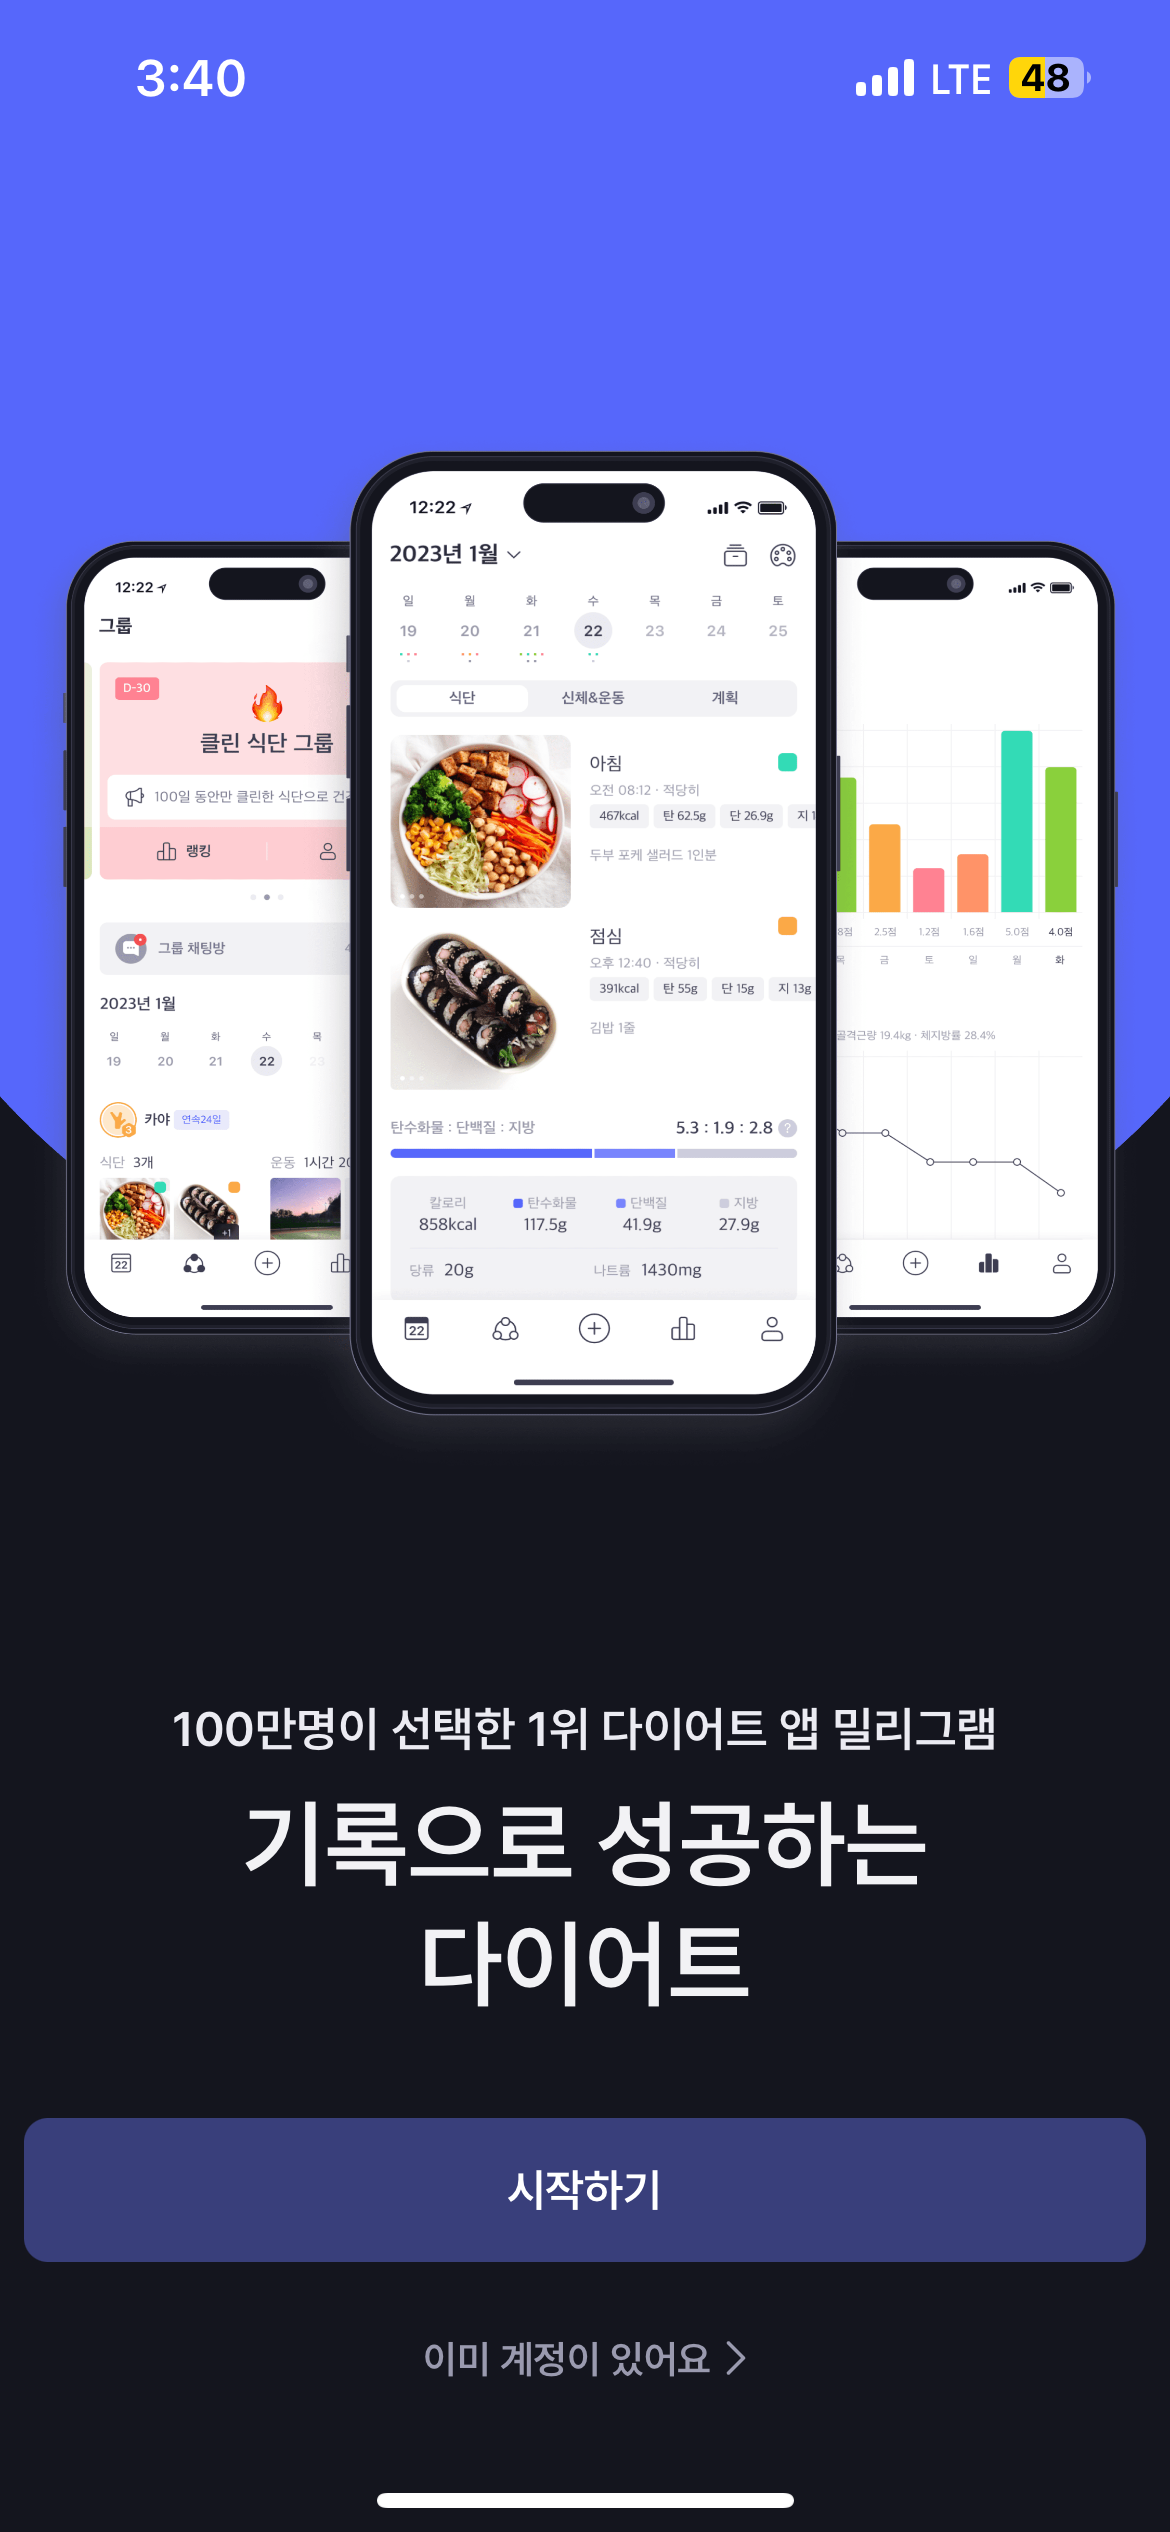 3:40
LTE 48
12:22
2023년 1월
일 월 화 수 목 금 토
19 20 21 22 23 24 25
식단 신체&운동 계획
아침
오전 08:12 · 적당히
467kcal 탄 62.5g 단 26.9g 지 1
두부 포케 샐러드 1인분
점심
오후 12:40 · 적당히
391kcal 탄 55g 단 15g 지 13g
김밥 1줄
탄수화물 : 단백질 : 지방 5.3 : 1.9 : 2.8 ?
칼로리 탄수화물 단백질 지방
858kcal 117.5g 41.9g 27.9g
당류 20g 나트륨 1430mg
22
12:22
그룹
D-30
클린 식단 그룹
100일 동안만 클린한 식단으로
랭킹
그룹 채팅방
2023년 1월
일 월 화 수 목
19 20 21 22 23
카야 연속24일
3
식단 3개 운동 1시간
+1
22
2.5점 1.2점 1.6점 5.0점 4.0점
목 금 토 일 월 화
골격근량 19.4kg · 체지방률 28.4%
100만명이 선택한 1위 다이어트 앱 밀리그램
기록으로 성공하는
다이어트
시작하기
이미 계정이 있어요